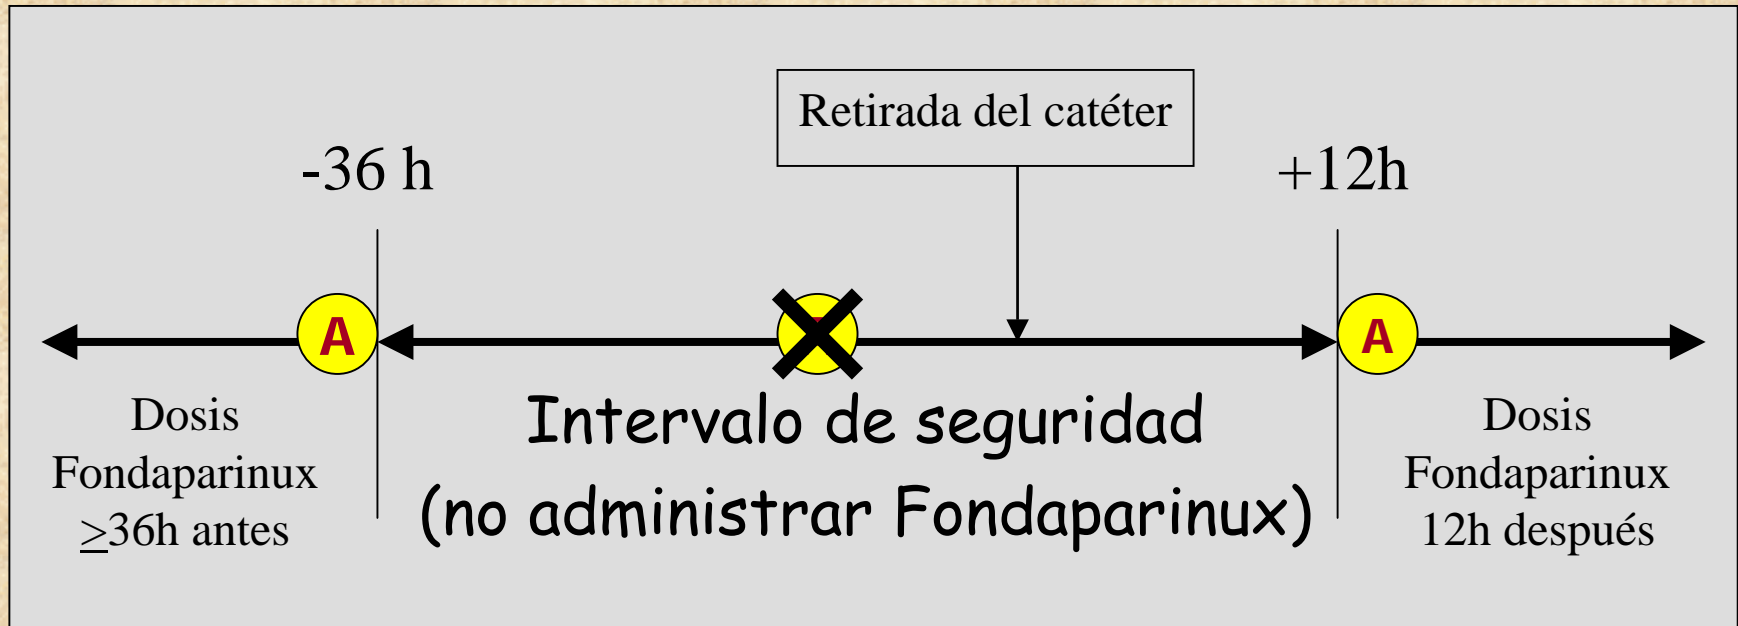 Retirada del catéter
-36 h
+12h
A
A
Dosis
Fondaparinux
≥36h antes
Intervalo de seguridad
(no administrar Fondaparinux)
Dosis
Fondaparinux
12h después